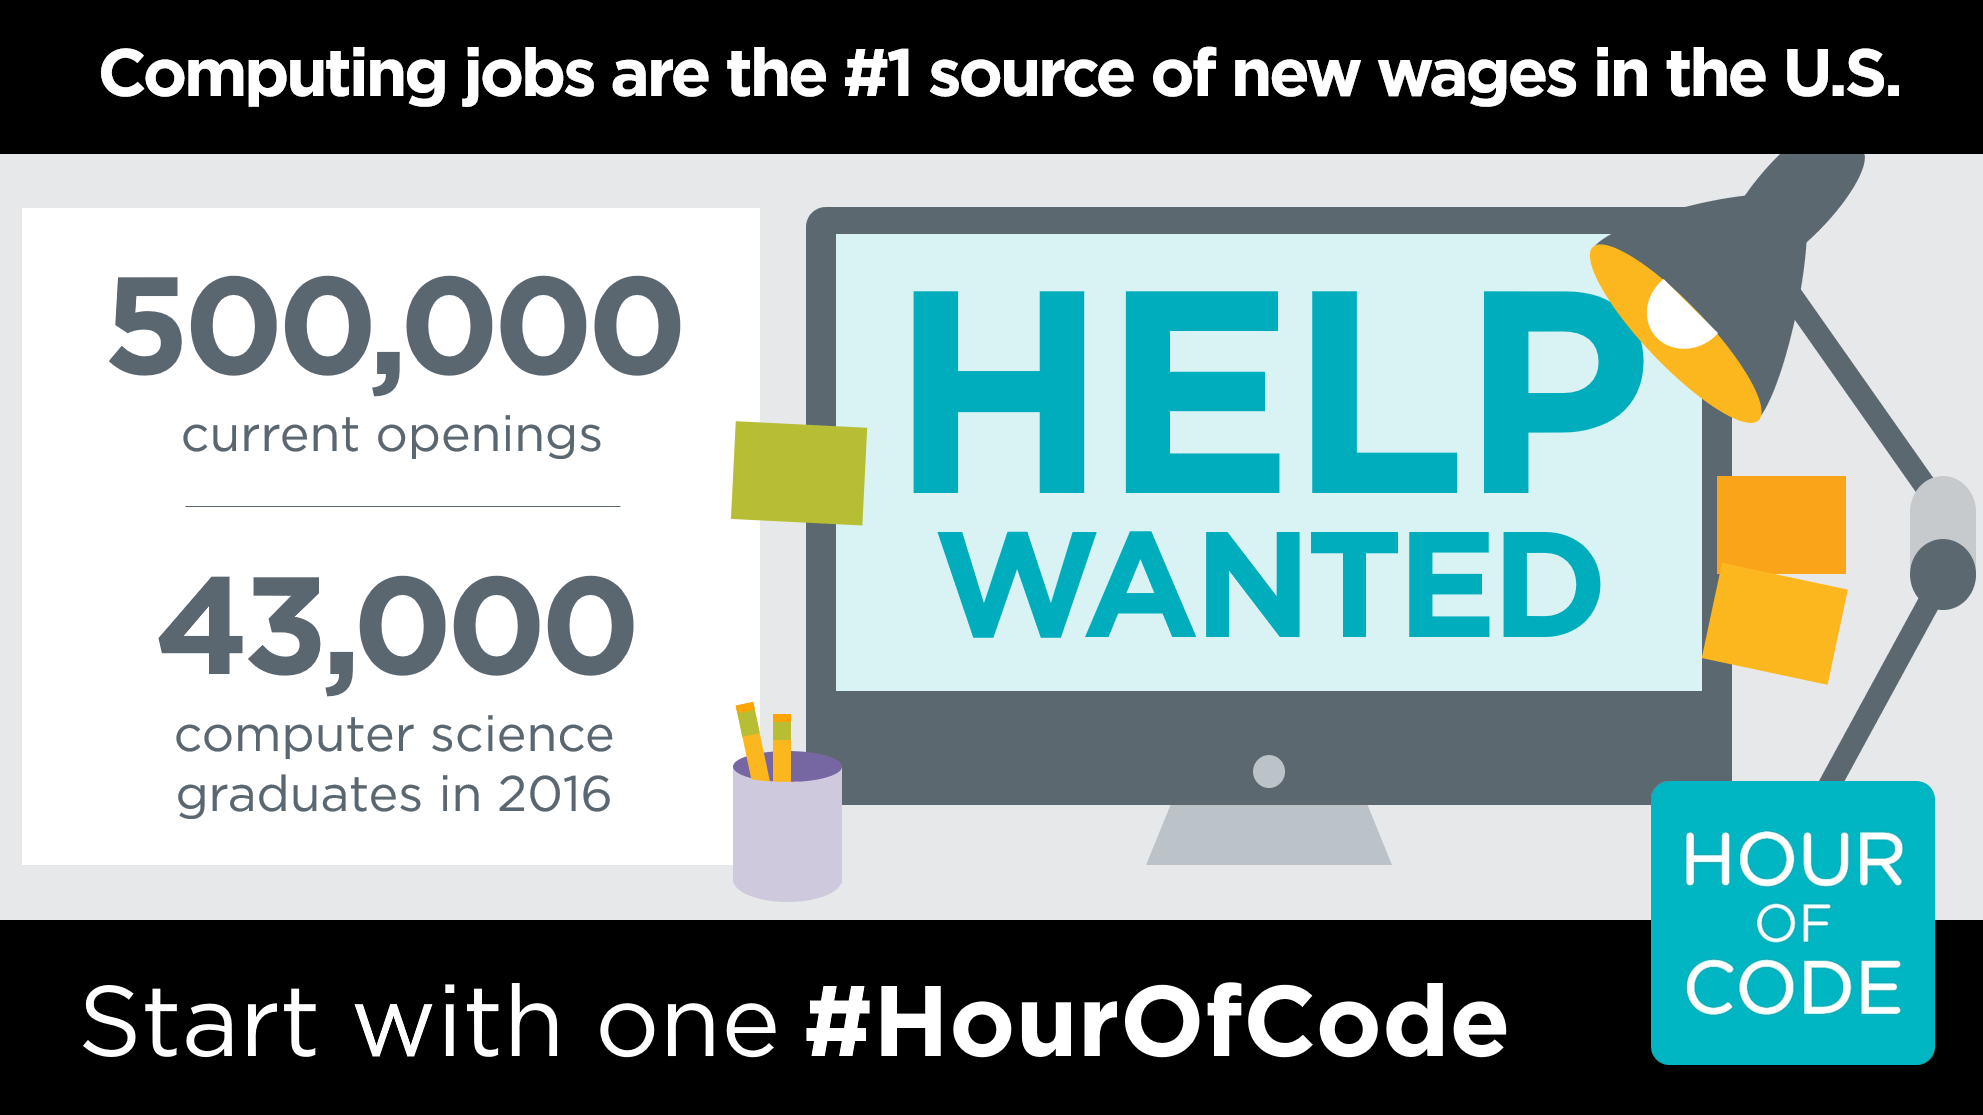 Computing jobs are the #1 source of new wages in the U.S.
500,000
current openings
43,000
computer science
graduates in 2016
HELP
WANTED
Start with one #HourOfCode
HOUR
OF
CODE